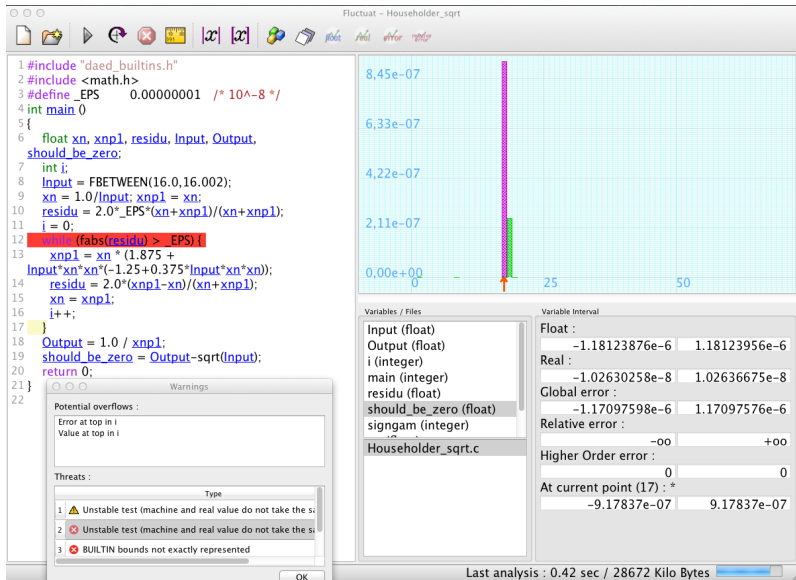 Fluctuat - Householder_sqrt
|x| [x]
1 #include "daed_builtins.h"
2 #include <math.h>
3 #define _EPS 0.00000001 /* 10^-8 */
4 int main ()
5 {
6 float xn, xnp1, residu, Input, Output,
should_be_zero;
7 int i;
8 Input = FBETWEEN(16.0,16.002);
9 xn = 1.0/Input; xnp1 = xn;
10 residu = 2.0*_EPS*(xn+xnp1)/(xn+xnp1);
11 i = 0;
12 while (fabs(residu) > _EPS) {
13 xnp1 = xn * (1.875 +
Input*xn*xn*(-1.25+0.375*Input*xn*xn));
14 residu = 2.0*(xnp1-xn)/(xn+xnp1);
15 xn = xnp1;
16 i++;
17 }
18 Output = 1.0 / xnp1;
19 should_be_zero = Output-sqrt(Input);
20 return 0;
21 }
22
8,45e-07
6,33e-07
4,22e-07
2,11e-07
0,00e+00
0 25 50
Variables / Files
Input (float)
Output (float)
i (integer)
main (integer)
residu (float)
should_be_zero (float)
signgam (integer)
Householder_sqrt.c
Variable Interval
Float :
-1.18123876e-6 1.18123956e-6
Real :
-1.02630258e-8 1.02636675e-8
Global error :
-1.17097598e-6 1.17097576e-6
Relative error :
-oo +oo
Higher Order error :
0 0
At current point (17) : *
-9.17837e-07 9.17837e-07
Warnings
Potential overflows :
Error at top in i
Value at top in i
Threats :
Type
1 Unstable test (machine and real value do not take the sa
2 Unstable test (machine and real value do not take the sa
3 BUILTIN bounds not exactly represented
OK
Last analysis : 0.42 sec / 28672 Kilo Bytes